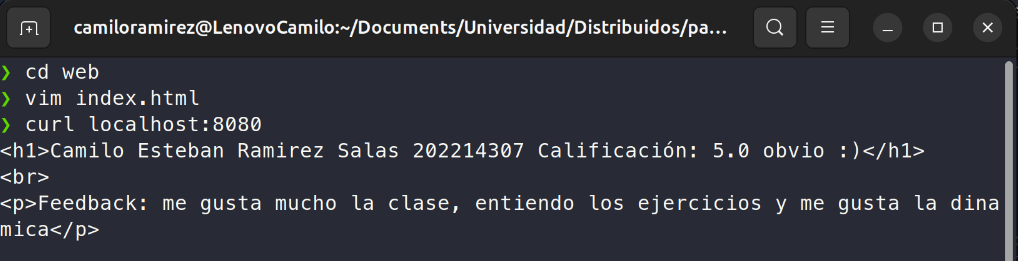 camiloramirez@LenovoCamilo:~/Documents/Universidad/Distribuidos/pa...
❯ cd web
❯ vim index.html
❯ curl localhost:8080
<h1>Camilo Esteban Ramirez Salas 202214307 Calificación: 5.0 obvio :)</h1>
<br>
<p>Feedback: me gusta mucho la clase, entiendo los ejercicios y me gusta la dina
mica</p>